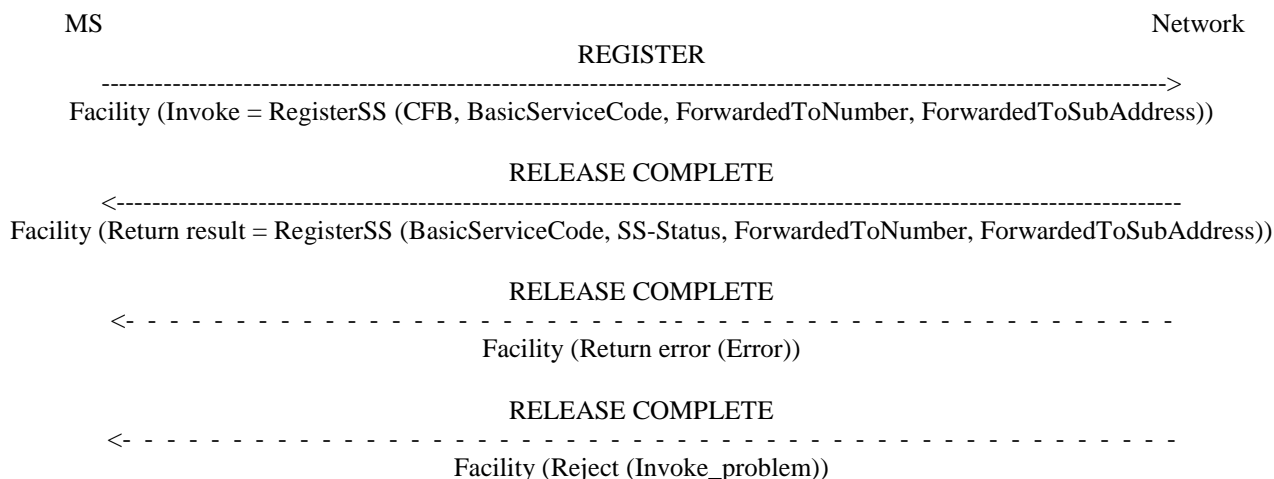 MS Network
REGISTER
------------------------------------------------------------------------------------------------------------------------>
Facility (Invoke = RegisterSS (CFB, BasicServiceCode, ForwardedToNumber, ForwardedToSubAddress))
RELEASE COMPLETE
<------------------------------------------------------------------------------------------------------------------------
Facility (Return result = RegisterSS (BasicServiceCode, SS-Status, ForwardedToNumber, ForwardedToSubAddress))
RELEASE COMPLETE
<- - - - - - - - - - - - - - - - - - - - - - - - -- - - - - - - - - - - - - - - - - - - - - -
Facility (Return error (Error))
RELEASE COMPLETE
<- - - - - - - - - - - - - - - - - - - - - - - - - - - - - - - - - - - - - - - - - - - - - - - -
Facility (Reject (Invoke_problem))